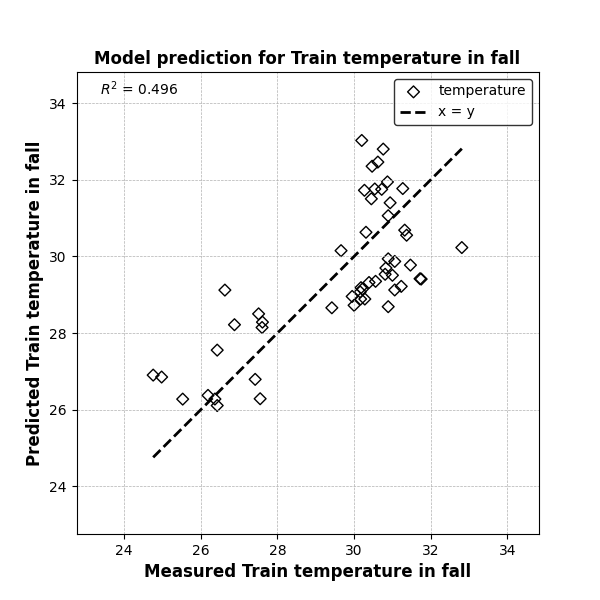 Model prediction for Train temperature in fall
R² = 0.496
temperature
x = y
Predicted Train temperature in fall
34
32
30
28
26
24
24 26 28 30 32 34
Measured Train temperature in fall